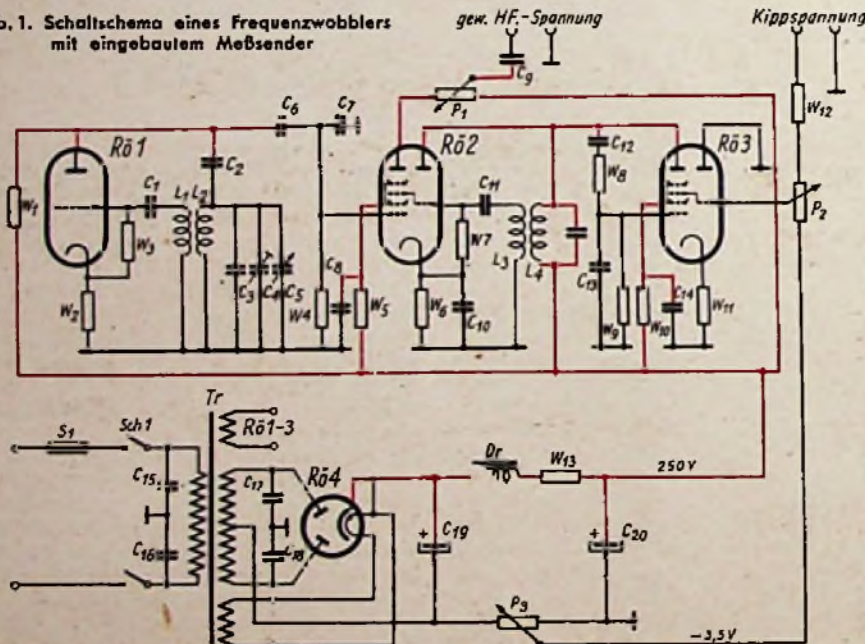 b. 1. Schaltschema eines Frequenzwobblers
mit eingebautem Meßsender
gew. HF.-Spannung
Kippspannung
C9
P1
C6
C7
W12
Rö1
Rö2
Rö3
C2
C12
W8
W1
C1
L1
L2
C11
P2
W3
W7
L3
L4
C8
C3
C4
C5
C13
C14
W2
W4
W5
W6
C10
W9
W10
W11
Tr
S1
Sch1
Rö1-3
Dr
W13
250V
C15
C17
Rö4
C19
C20
C16
C18
P3
-3,5V